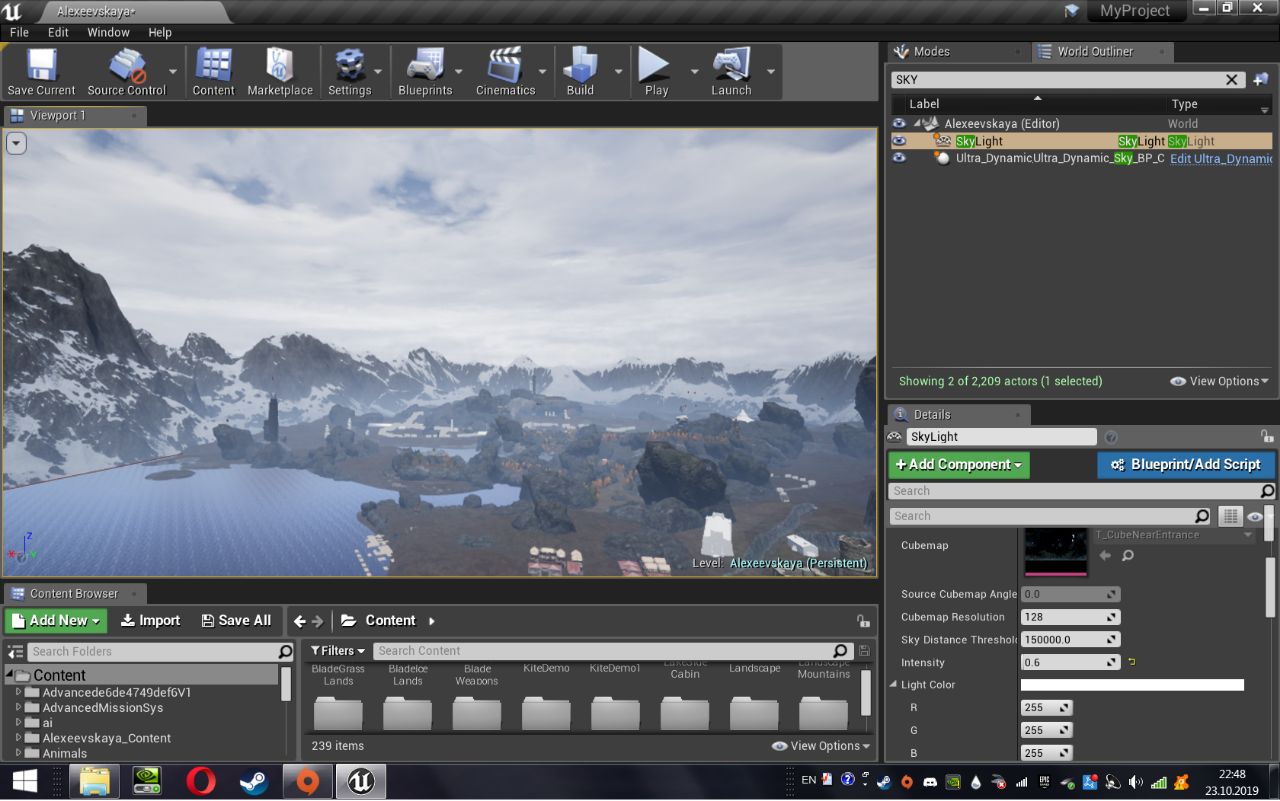 Alexeevskaya*
MyProject
File Edit Window Help
Save Current
Source Control
Content
Marketplace
Settings
Blueprints
Cinematics
Build
Play
Launch
Modes
World Outliner
SKY
Label
Type
Alexeevskaya (Editor)
World
SkyLight
SkyLight
SkyLight
Ultra_Dynamic
Ultra_Dynamic_Sky_BP_C
Edit Ultra_Dynamic
Showing 2 of 2,209 actors (1 selected)
View Options
Viewport 1
Level: Alexeevskaya (Persistent)
Z
X
Y
Details
SkyLight
+ Add Component
Blueprint/Add Script
Search
Search
Cubemap
T_CubeNearEntrance
Source Cubemap Angle
0.0
Cubemap Resolution
128
Sky Distance Threshold
150000.0
Intensity
0.6
Light Color
R
255
G
255
B
255
Content Browser
Add New
Import
Save All
Content
Search Folders
Filters
Search Content
Content
Advancede6de4749def6V1
AdvancedMissionSys
ai
Alexeevskaya_Content
Animals
BladeGrass
Lands
BladeIce
Lands
Blade
Weapons
KiteDemo
KiteDemo1
LakeSide
Cabin
Landscape
Landscape
Mountains
239 items
View Options
EN
22:48
23.10.2019